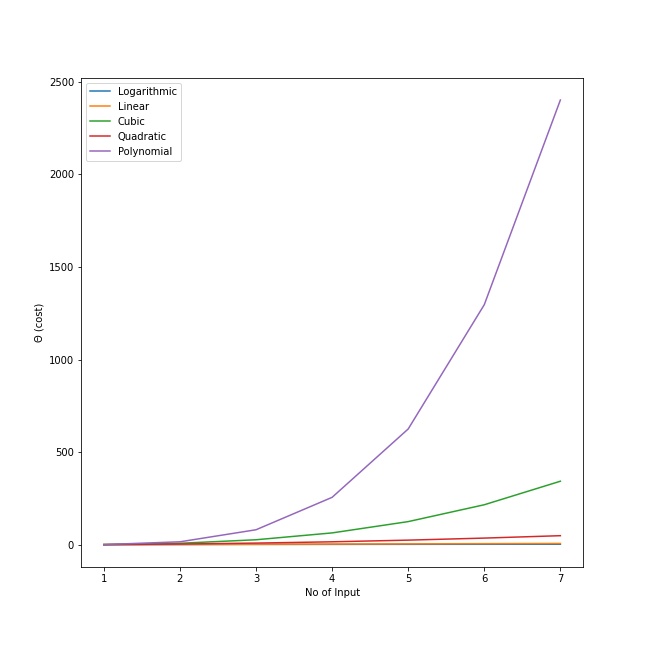 2500
2000
1500
1000
500
0
Logarithmic
Linear
Cubic
Quadratic
Polynomial
Θ (cost)
1 2 3 4 5 6 7
No of Input